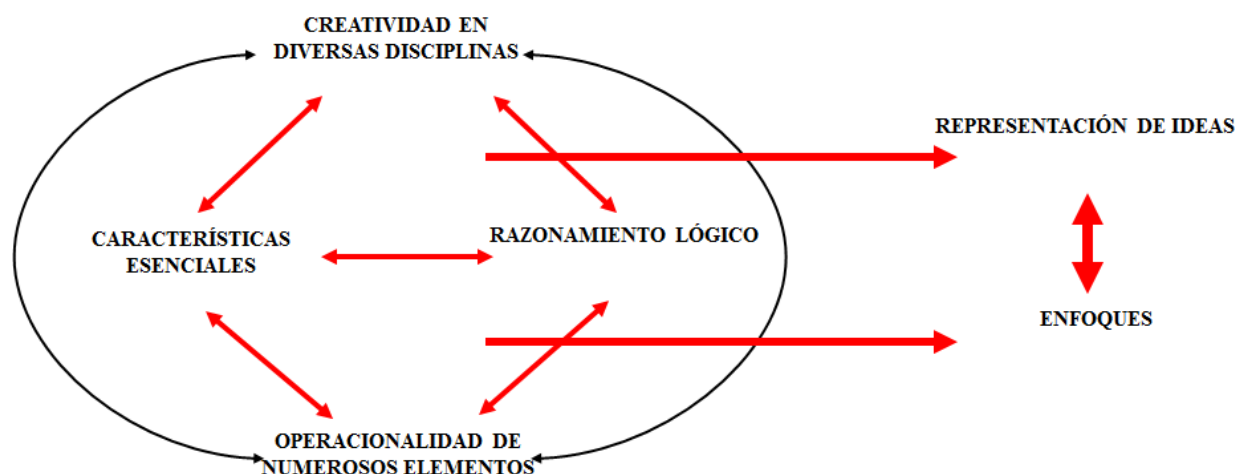 CREATIVIDAD EN
DIVERSAS DISCIPLINAS
REPRESENTACIÓN DE IDEAS
CARACTERÍSTICAS
ESENCIALES
RAZONAMIENTO LÓGICO
ENFOQUES
OPERACIONALIDAD DE
NUMEROSOS ELEMENTOS